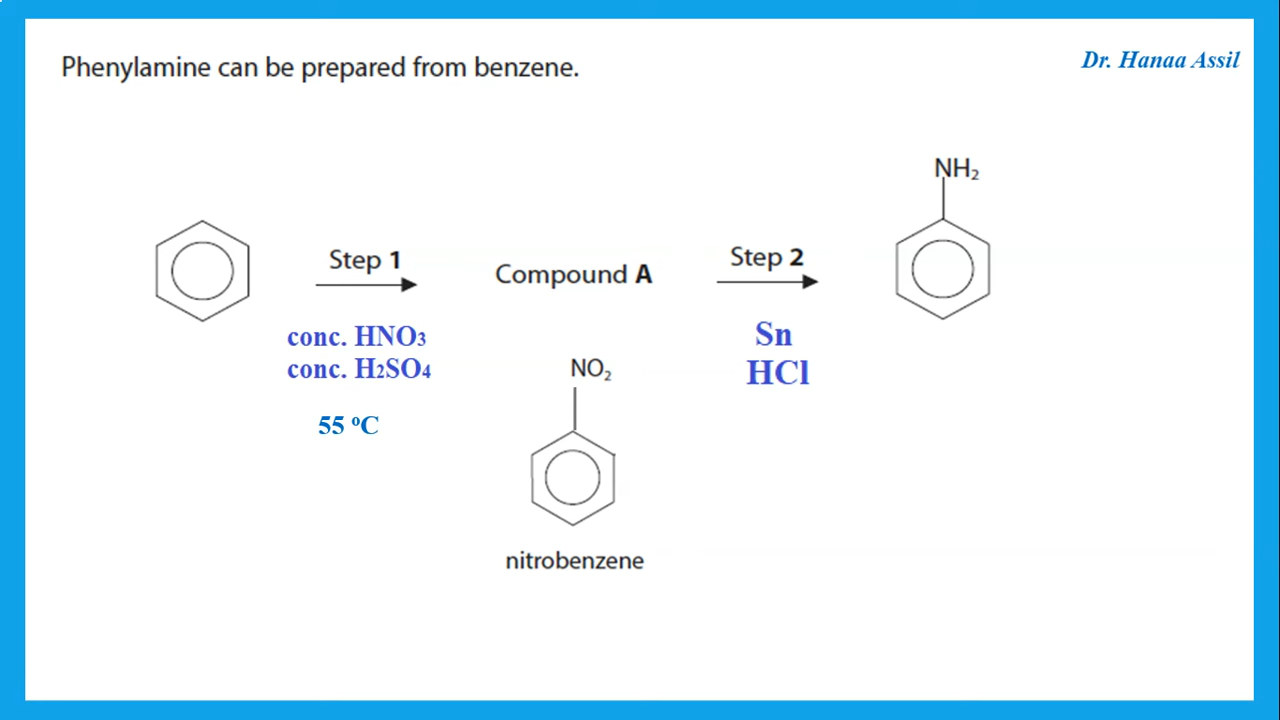 Phenylamine can be prepared from benzene.
Dr. Hanaa Assil
NH₂
Step 1
Compound A
Step 2
conc. HNO₃
conc. H₂SO₄
55 ºC
NO₂
Sn
HCl
nitrobenzene